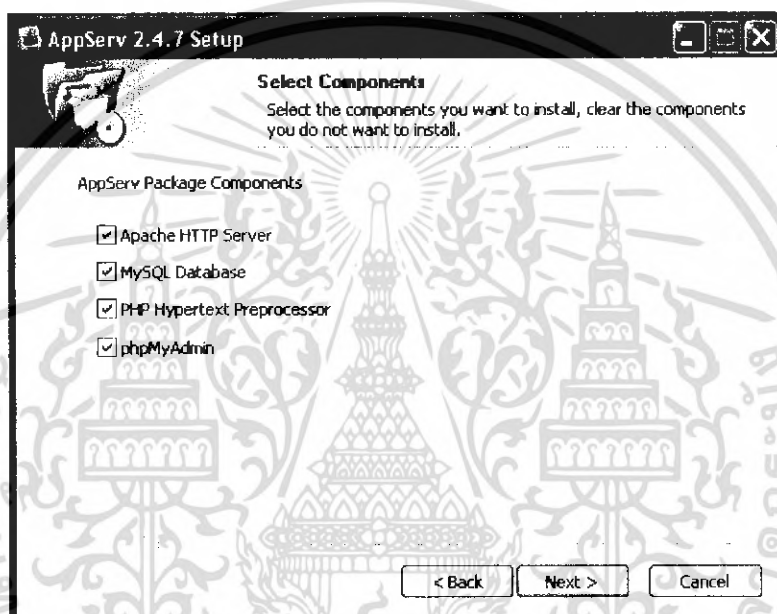 AppServ 2.4.7 Setup
Select Components
Select the components you want to install, clear the components
you do not want to install.
AppServ Package Components
Apache HTTP Server
MySQL Database
PHP Hypertext Preprocessor
phpMyAdmin
< Back
Next >
Cancel